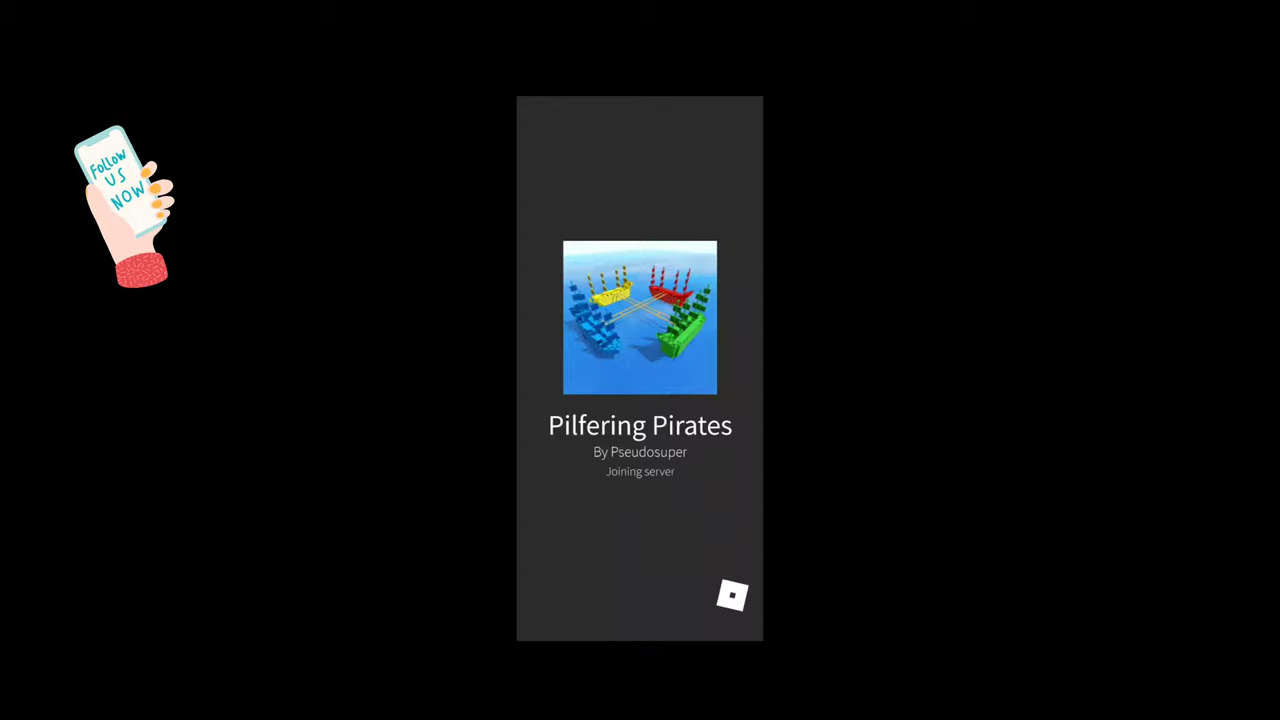 FOLLOW
US
NOW
Pilfering Pirates
By Pseudosuper
Joining server